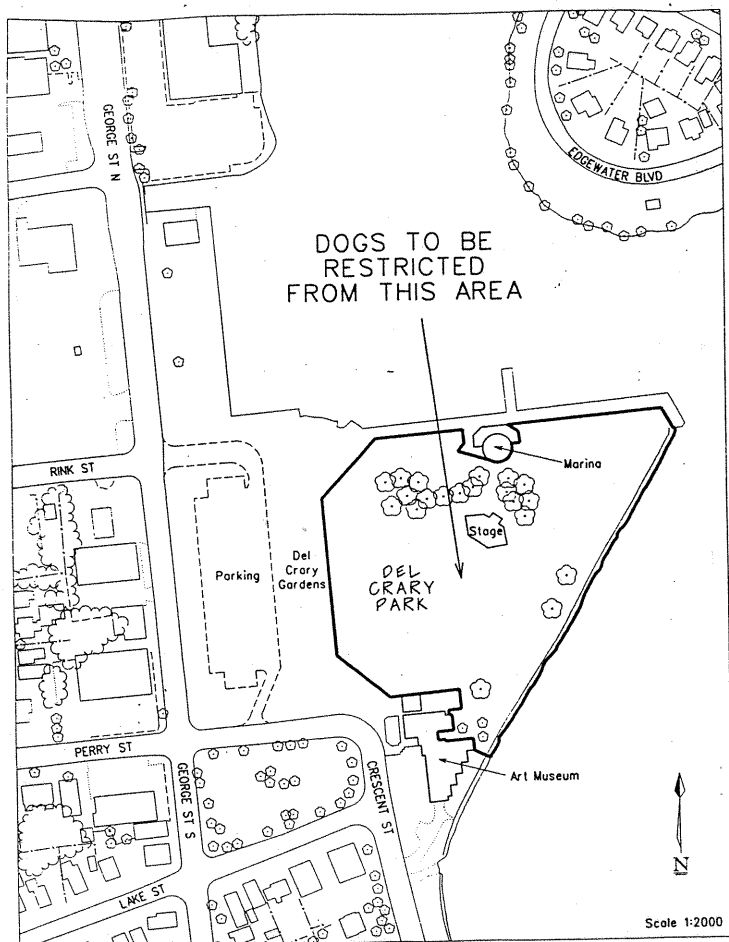 GEORGE ST N
EDGEWATER BLVD
DOGS TO BE
RESTRICTED
FROM THIS AREA
RINK ST
Marina
Stage
Parking
Del
Crary
Gardens
DEL
CRARY
PARK
PERRY ST
GEORGE ST S
CRESCENT ST
Art Museum
LAKE ST
N
Scale 1:2000